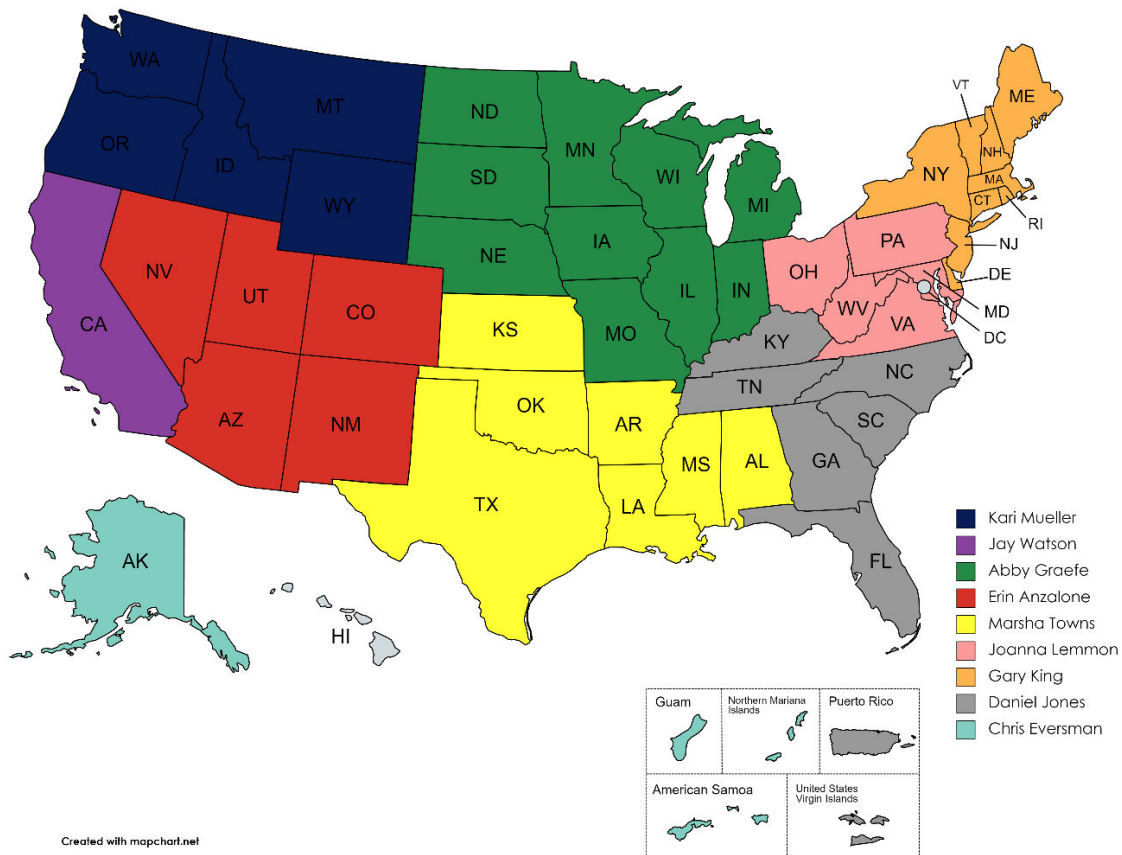 WA
MT
ND
MN
VT
ME
OR
ID
SD
WI
MI
NY
NH
MA
CT
RI
WY
NE
IA
PA
NJ
NV
UT
CO
IL
IN
OH
DE
CA
KS
MO
WV
VA
MD
DC
KY
AZ
NM
OK
AR
TN
NC
SC
TX
LA
MS
AL
GA
FL
AK
HI
Kari Mueller
Jay Watson
Abby Graefe
Erin Anzalone
Marsha Towns
Joanna Lemmon
Gary King
Daniel Jones
Chris Eversman
Guam
Northern Mariana
Islands
Puerto Rico
American Samoa
United States
Virgin Islands
Created with mapchart.net